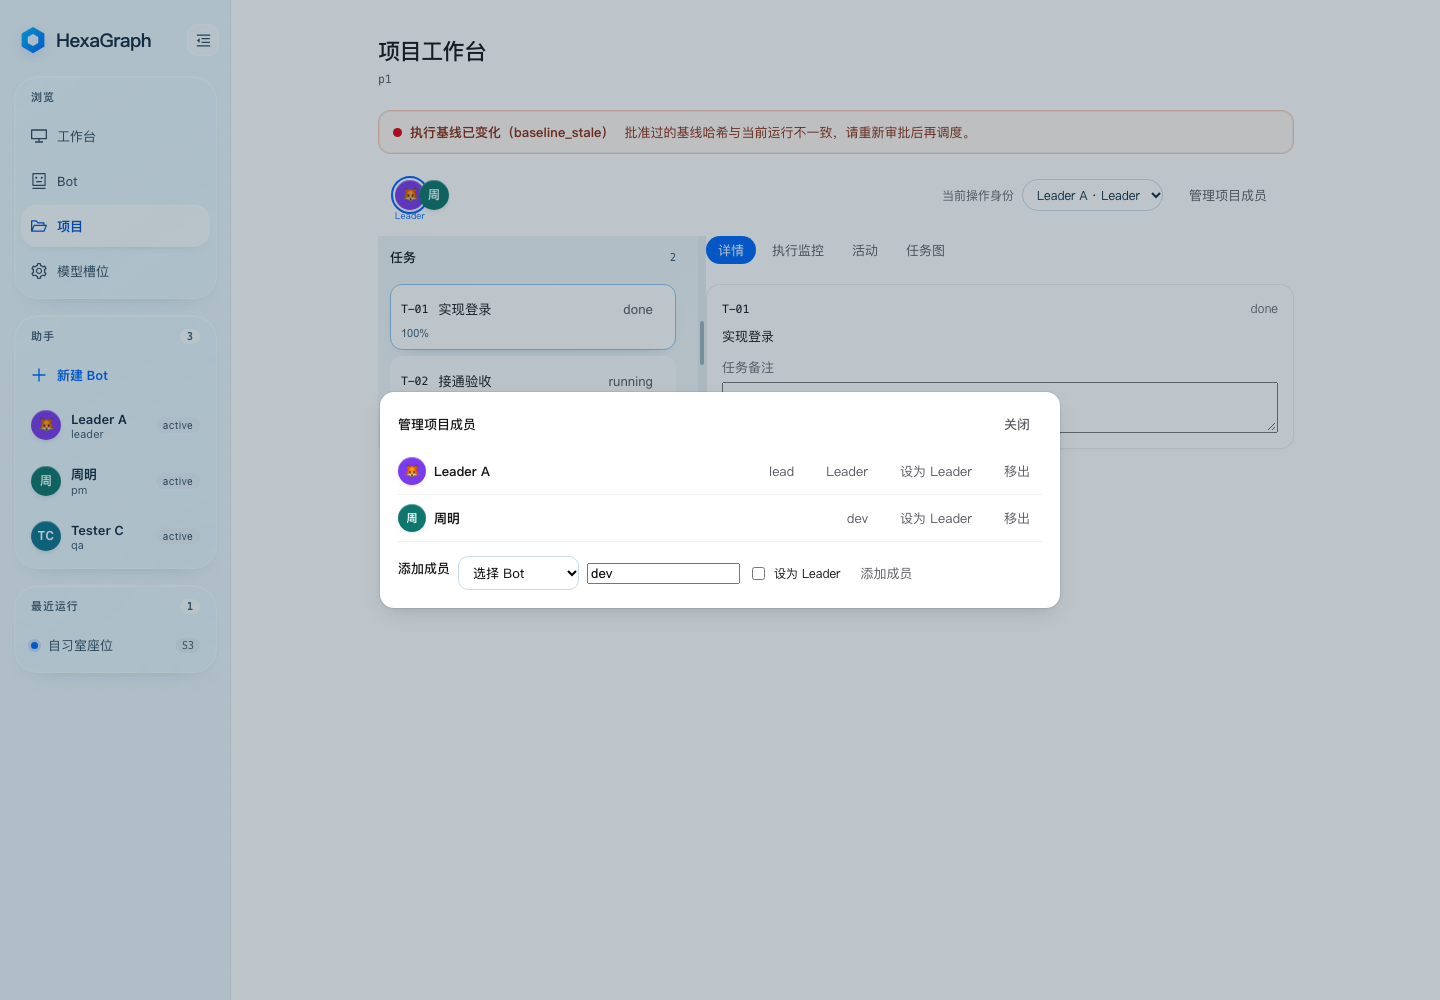 HexaGraph
浏览
工作台
Bot
项目
模型槽位
助手 3
新建 Bot
Leader A active
leader
周 周明 active
pm
TC Tester C active
qa
最近运行 1
自习室座位 S3
项目工作台
p1
执行基线已变化（baseline_stale） 批准过的基线哈希与当前运行不一致，请重新审批后再调度。
周
Leader
当前操作身份 Leader A · Leader 管理项目成员
任务 2
T-01 实现登录 done
100%
T-02 接通验收 running
详情 执行监控 活动 任务图
T-01 done
实现登录
任务备注
管理项目成员 关闭
Leader A lead Leader 设为 Leader 移出
周 周明 dev 设为 Leader 移出
添加成员 选择 Bot dev 设为 Leader 添加成员